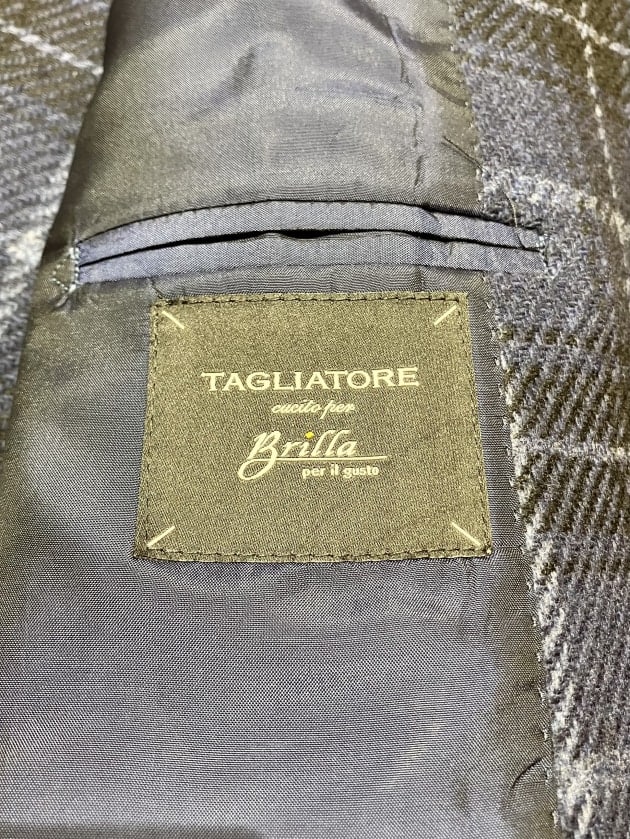 TAGLIATORE
cucito per
Brilla
per il gusto